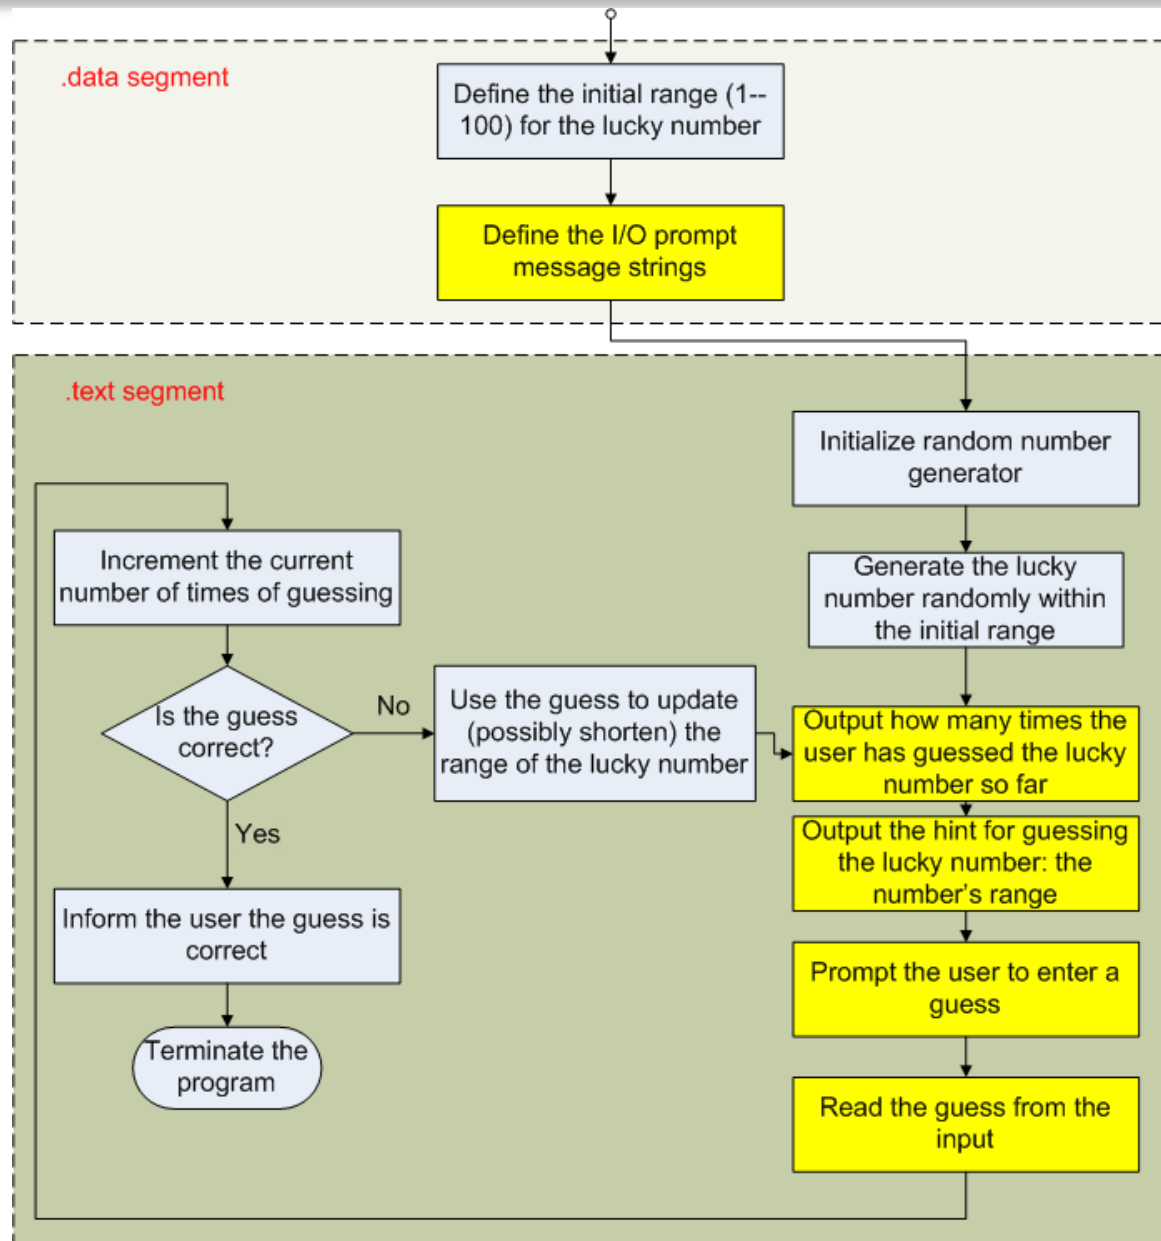 .data segment
Define the initial range (1--
100) for the lucky number
Define the I/O prompt
message strings
.text segment
Initialize random number
generator
Generate the lucky
number randomly within
the initial range
Output how many times the
user has guessed the lucky
number so far
Output the hint for guessing
the lucky number: the
number's range
Prompt the user to enter a
guess
Read the guess from the
input
Increment the current
number of times of guessing
Is the guess
correct?
No
Use the guess to update
(possibly shorten) the
range of the lucky number
Yes
Inform the user the guess is
correct
Terminate the
program